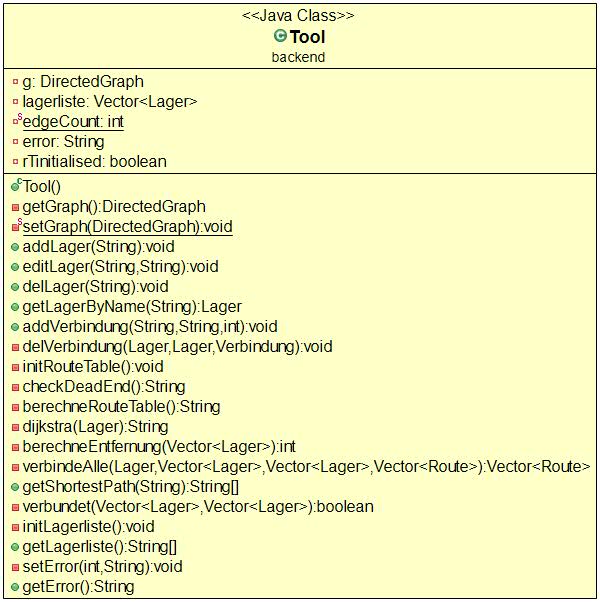 <<Java Class>>
Tool
backend
g: DirectedGraph
lagerliste: Vector<Lager>
edgeCount: int
error: String
rTinitialised: boolean
Tool()
getGraph():DirectedGraph
setGraph(DirectedGraph):void
addLager(String):void
editLager(String,String):void
delLager(String):void
getLagerByName(String):Lager
addVerbindung(String,String,int):void
delVerbindung(Lager,Lager,Verbindung):void
initRouteTable():void
checkDeadEnd():String
berechneRouteTable():String
dijkstra(Lager):String
berechneEntfernung(Vector<Lager>):int
verbindeAlle(Lager,Vector<Lager>,Vector<Lager>,Vector<Route>):Vector<Route>
getShortestPath(String):String[]
verbundet(Vector<Lager>,Vector<Lager>):boolean
initLagerliste():void
getLagerliste():String[]
setError(int,String):void
getError():String